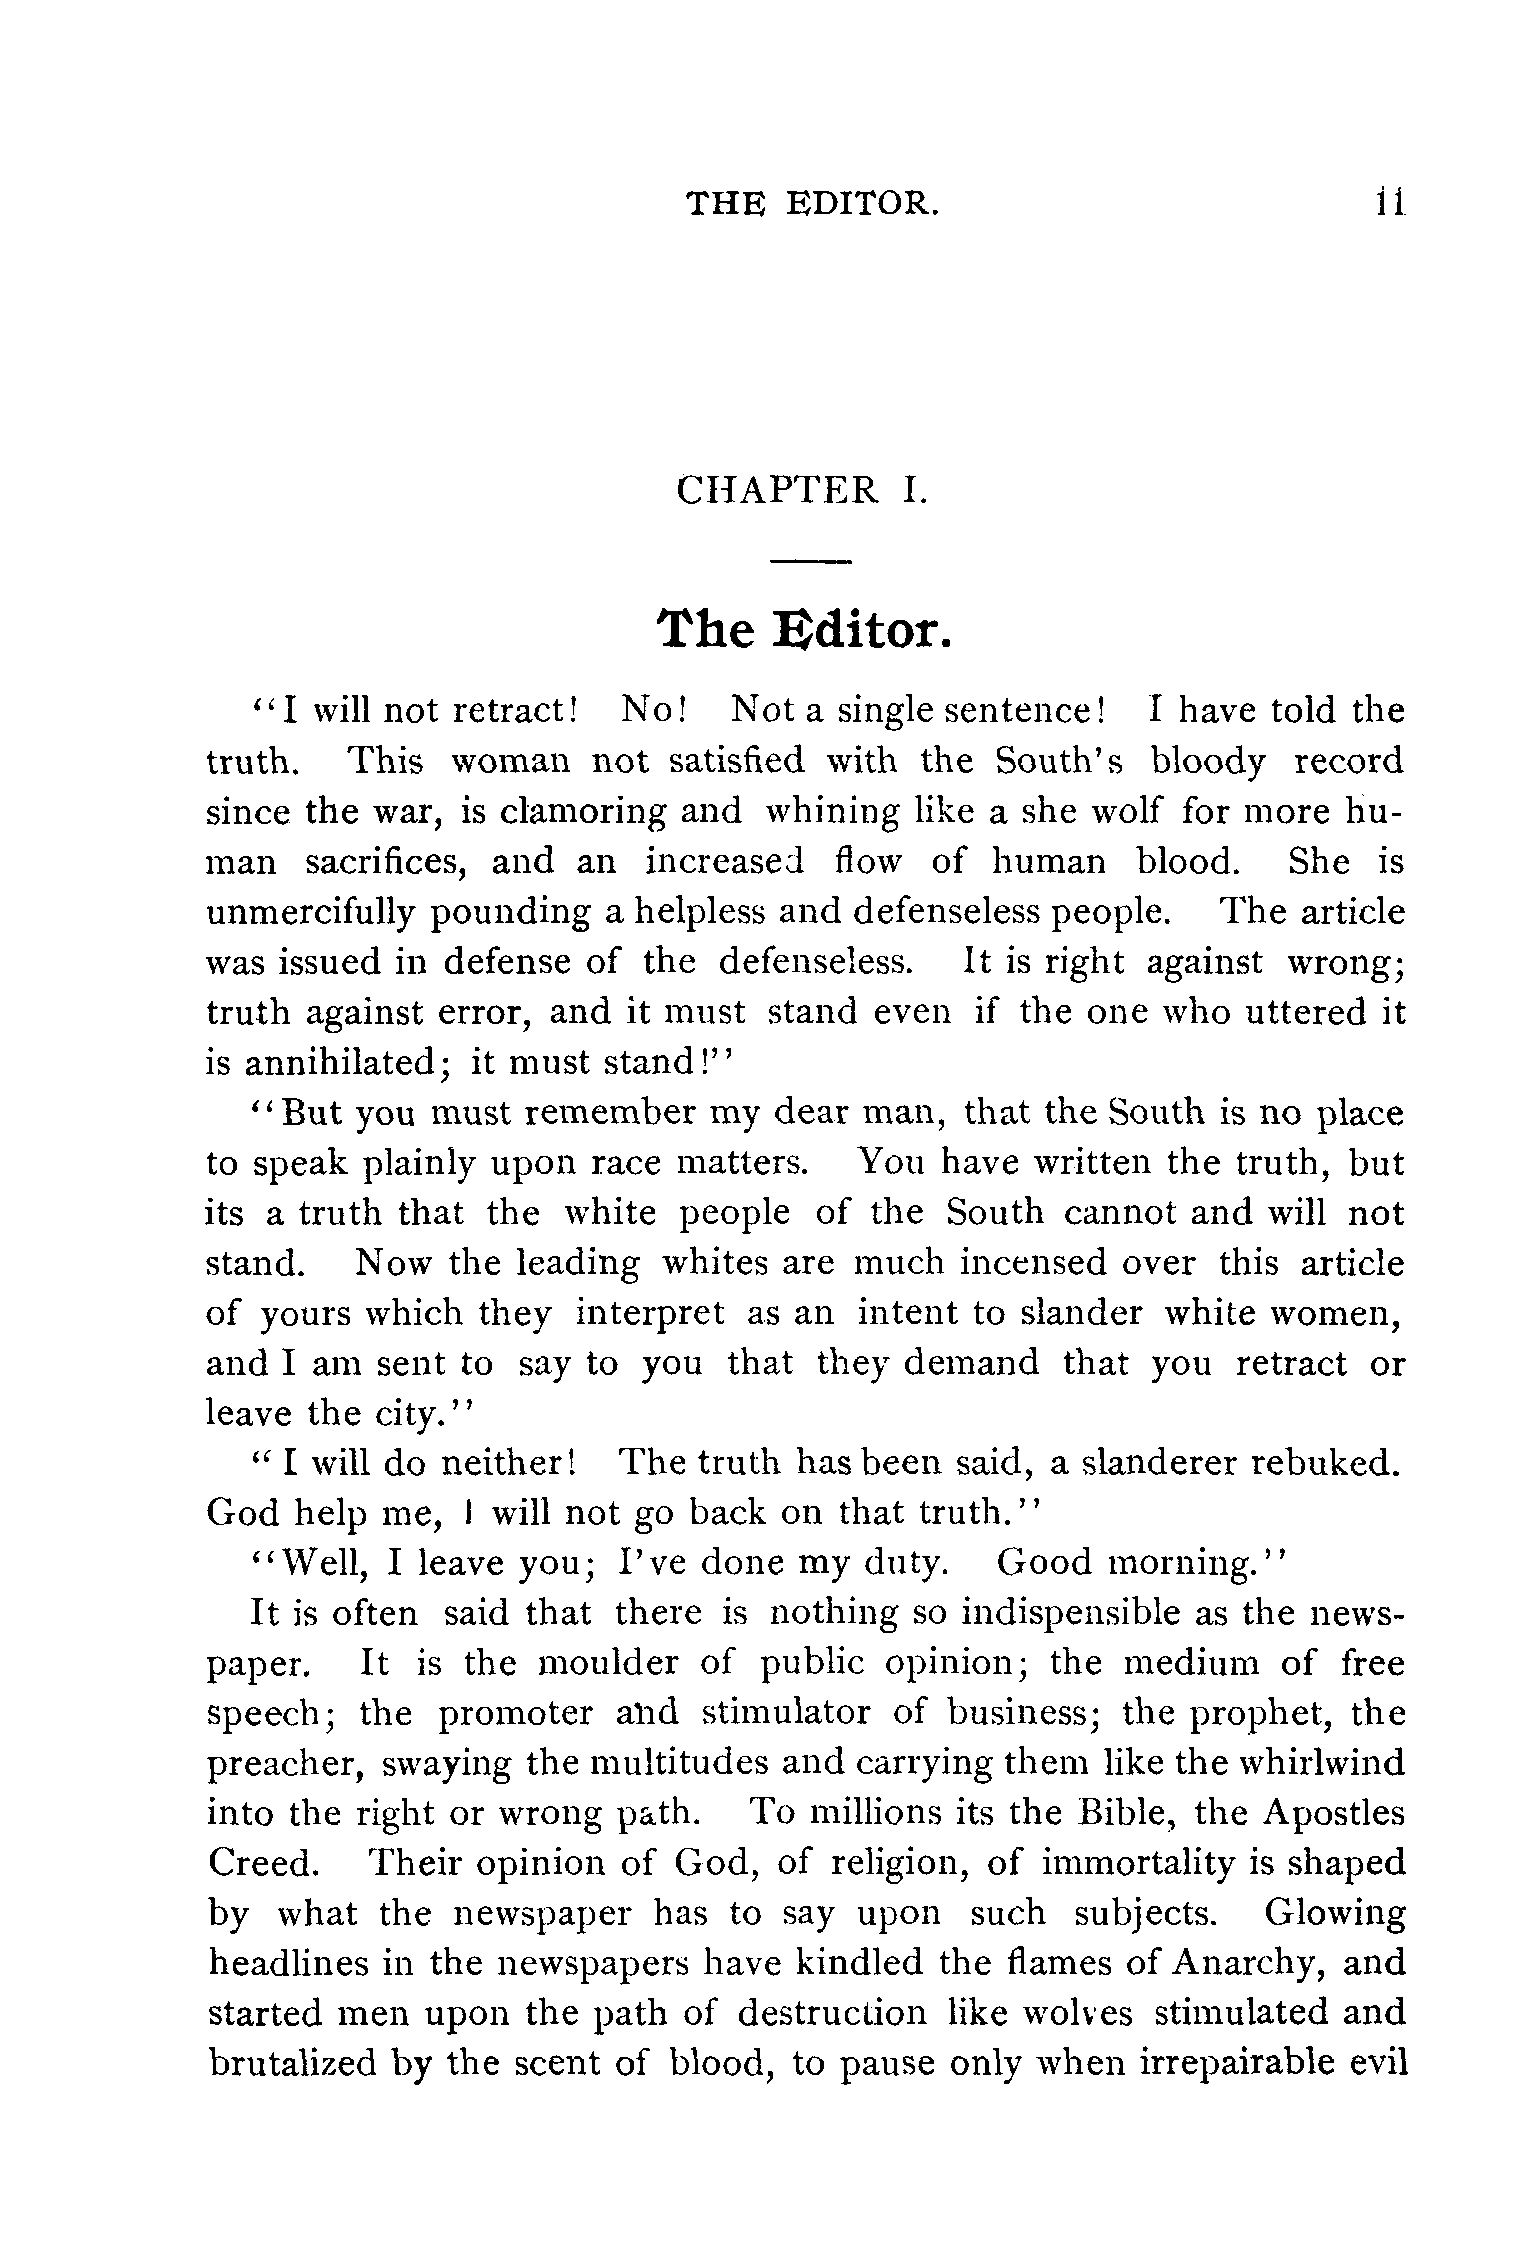 THE EDITOR. 11
CHAPTER I.
The Editor.
"I will not retract! No! Not a single sentence! I have told the
truth. This woman not satisfied with the South's bloody record
since the war, is clamoring and whining like a she wolf for more hu-
man sacrifices, and an increased flow of human blood. She is
unmercifully pounding a helpless and defenseless people. The article
was issued in defense of the defenseless. It is right against wrong;
truth against error, and it must stand even if the one who uttered it
is annihilated; it must stand!"
"But you must remember my dear man, that the South is no place
to speak plainly upon race matters. You have written the truth, but
its a truth that the white people of the South cannot and will not
stand. Now the leading whites are much incensed over this article
of yours which they interpret as an intent to slander white women,
and I am sent to say to you that they demand that you retract or
leave the city."
"I will do neither! The truth has been said, a slanderer rebuked.
God help me, I will not go back on that truth."
"Well, I leave you; I've done my duty. Good morning."
It is often said that there is nothing so indispensible as the news-
paper. It is the moulder of public opinion; the medium of free
speech; the promoter and stimulator of business; the prophet, the
preacher, swaying the multitudes and carrying them like the whirlwind
into the right or wrong path. To millions its the Bible, the Apostles
Creed. Their opinion of God, of religion, of immortality is shaped
by what the newspaper has to say upon such subjects. Glowing
headlines in the newspapers have kindled the flames of Anarchy, and
started men upon the path of destruction like wolves stimulated and
brutalized by the scent of blood, to pause only when irrepairable evil